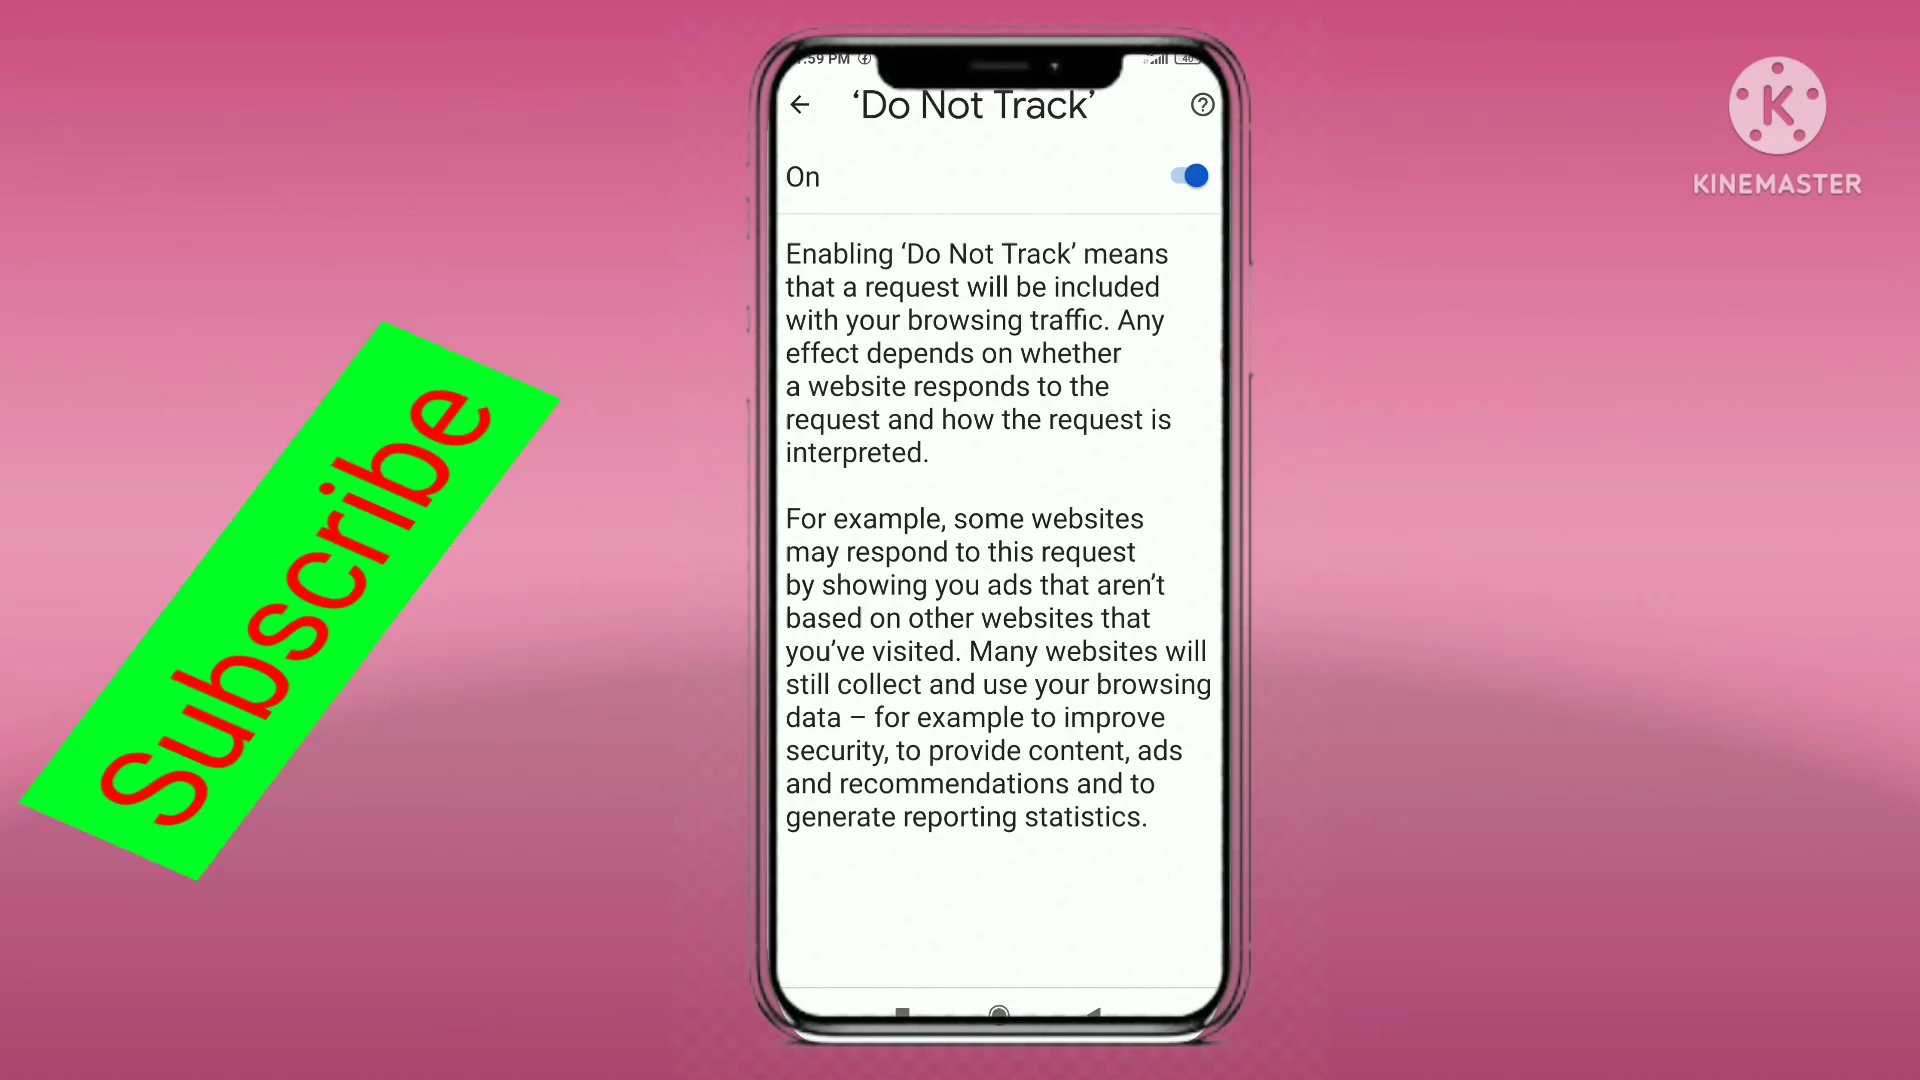 :59 PM
46
‘Do Not Track’
On
Enabling ‘Do Not Track’ means
that a request will be included
with your browsing traffic. Any
effect depends on whether
a website responds to the
request and how the request is
interpreted.
For example, some websites
may respond to this request
by showing you ads that aren’t
based on other websites that
you’ve visited. Many websites will
still collect and use your browsing
data – for example to improve
security, to provide content, ads
and recommendations and to
generate reporting statistics.
Subscribe
K
KINEMASTER